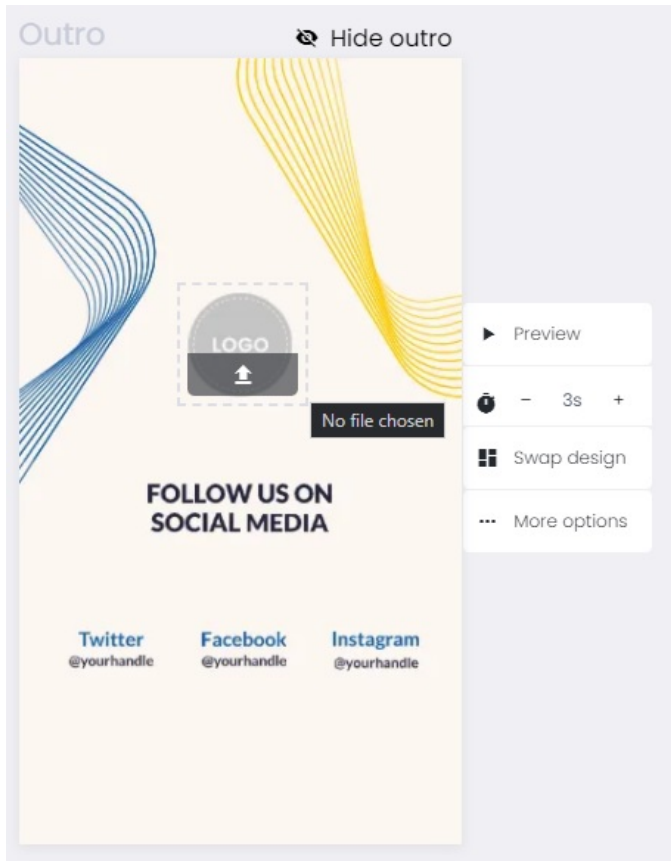 Outro
Hide outro
LOGO
No file chosen
Preview
− 3s +
Swap design
More options
FOLLOW US ON
SOCIAL MEDIA
Twitter Facebook Instagram
@yourhandle @yourhandle @yourhandle